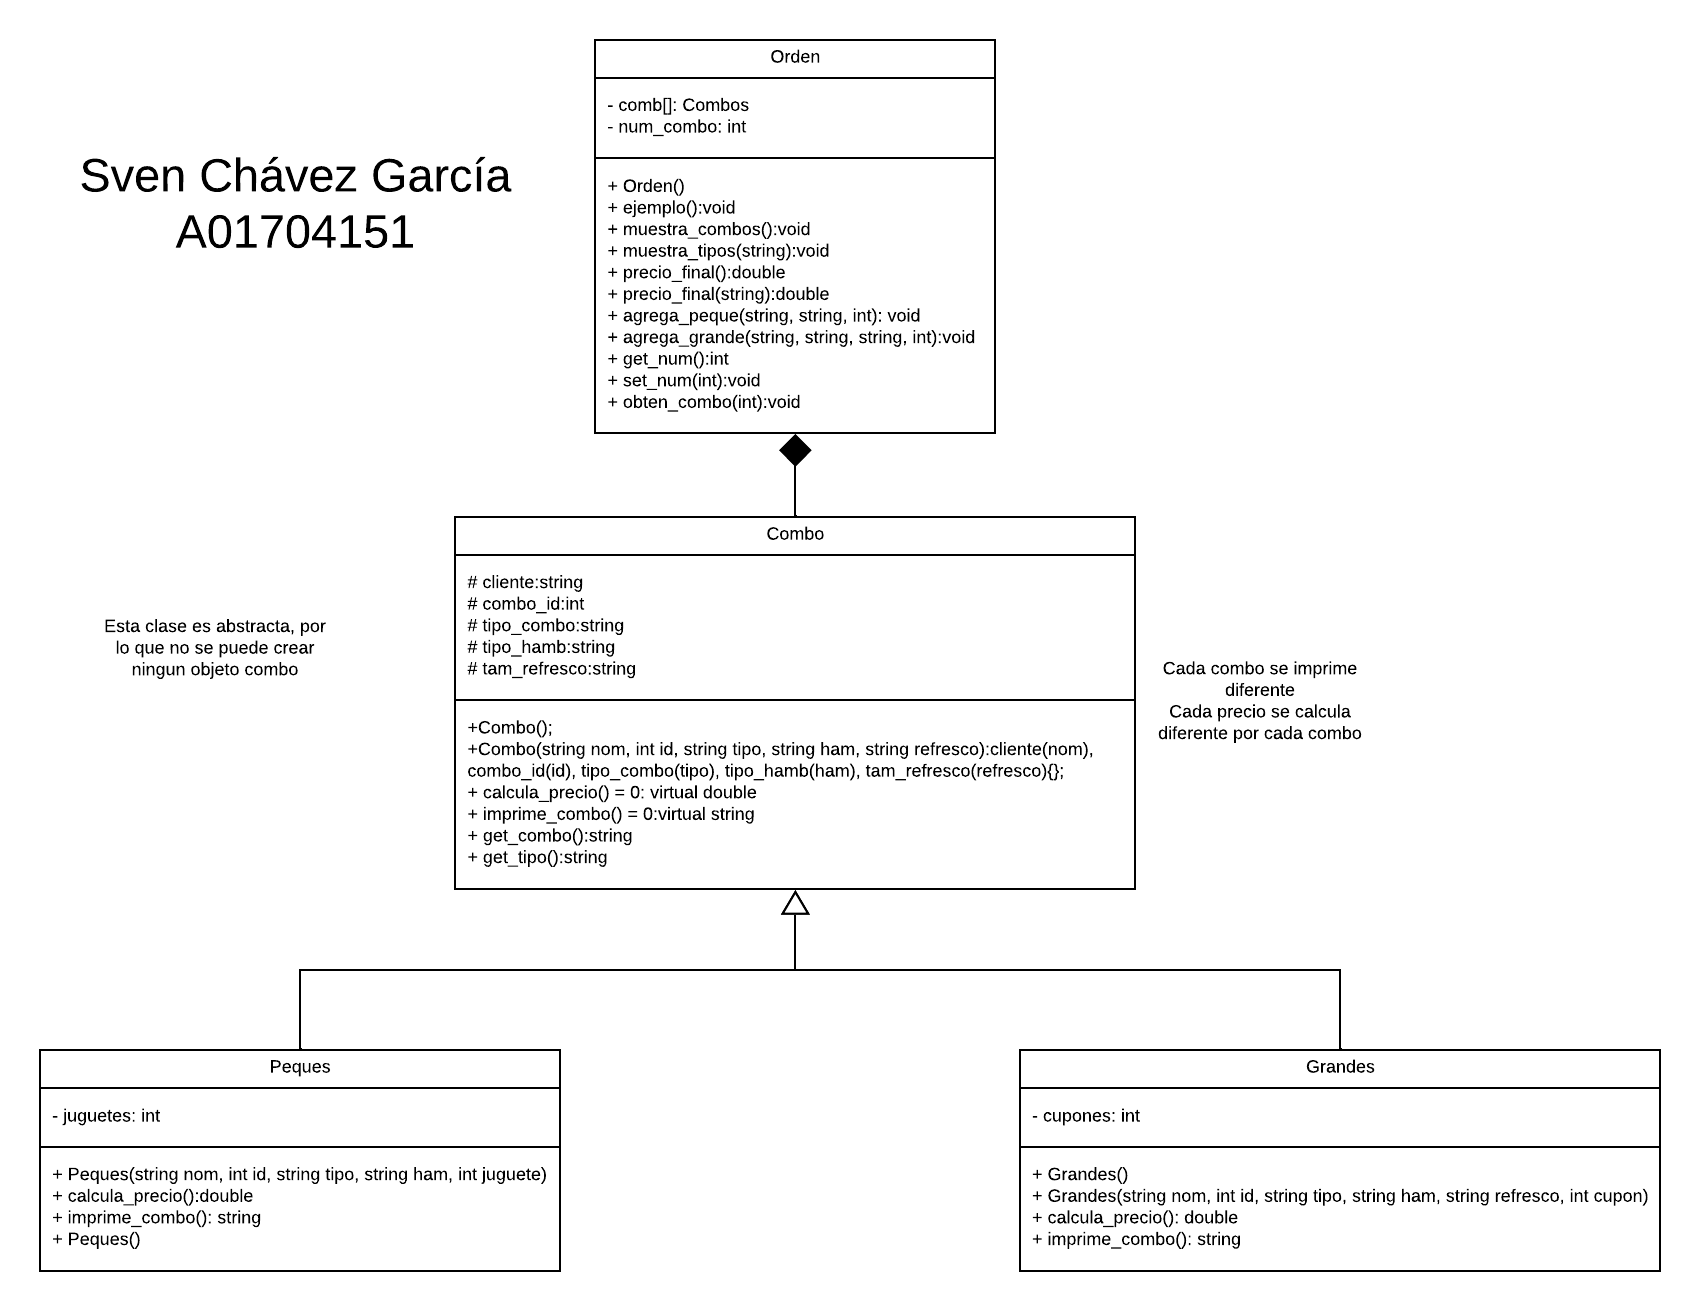 Sven Chávez García
A01704151
Orden
- comb[]: Combos
- num_combo: int
+ Orden()
+ ejemplo():void
+ muestra_combos():void
+ muestra_tipos(string):void
+ precio_final():double
+ precio_final(string):double
+ agrega_peque(string, string, int): void
+ agrega_grande(string, string, string, int):void
+ get_num():int
+ set_num(int):void
+ obten_combo(int):void
Esta clase es abstracta, por
lo que no se puede crear
ningun objeto combo
Combo
# cliente:string
# combo_id:int
# tipo_combo:string
# tipo_hamb:string
# tam_refresco:string
+Combo();
+Combo(string nom, int id, string tipo, string ham, string refresco):cliente(nom),
combo_id(id), tipo_combo(tipo), tipo_hamb(ham), tam_refresco(refresco){};
+ calcula_precio() = 0: virtual double
+ imprime_combo() = 0:virtual string
+ get_combo():string
+ get_tipo():string
Cada combo se imprime
diferente
Cada precio se calcula
diferente por cada combo
Peques
- juguetes: int
+ Peques(string nom, int id, string tipo, string ham, int juguete)
+ calcula_precio():double
+ imprime_combo(): string
+ Peques()
Grandes
- cupones: int
+ Grandes()
+ Grandes(string nom, int id, string tipo, string ham, string refresco, int cupon)
+ calcula_precio(): double
+ imprime_combo(): string